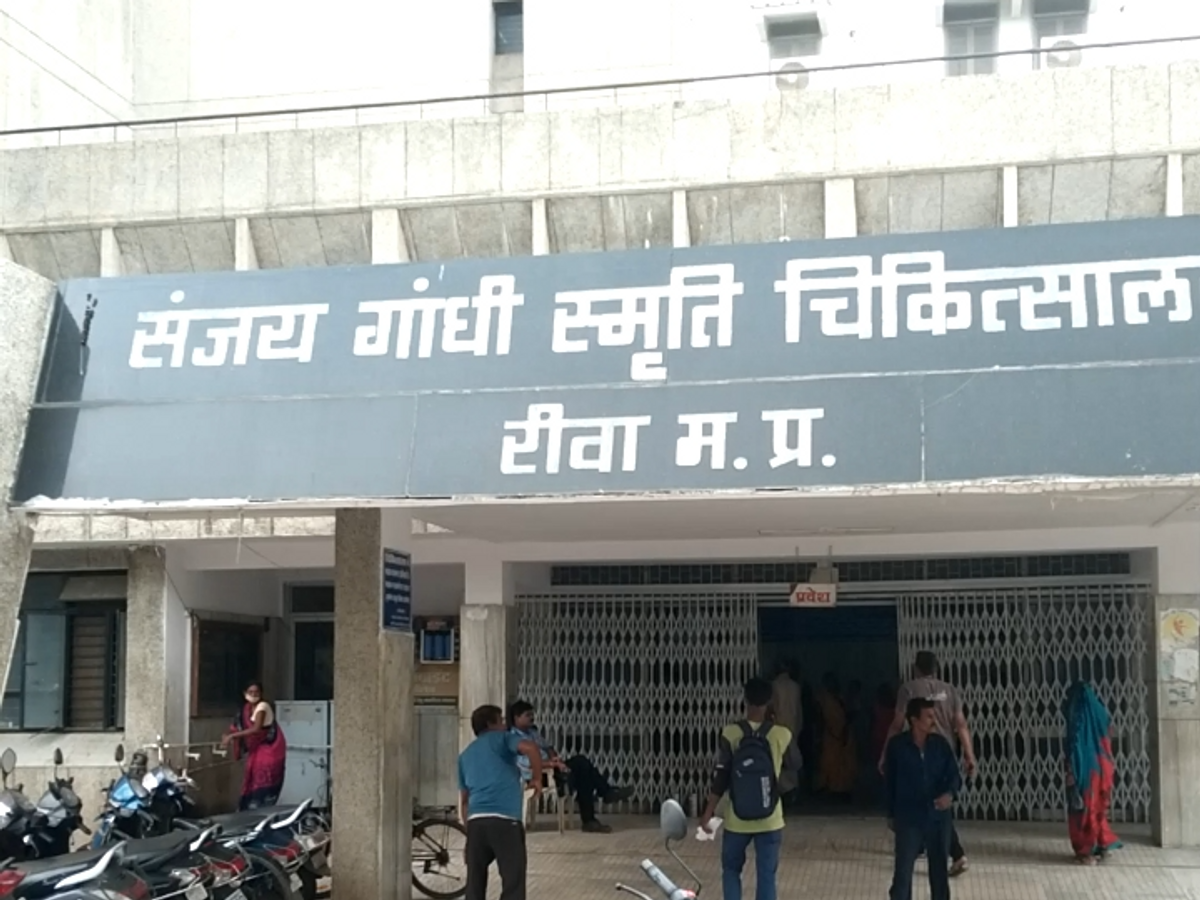 संजय गांधी स्मृति चिकित्साल
रीवा म. प्र.
प्रवेश